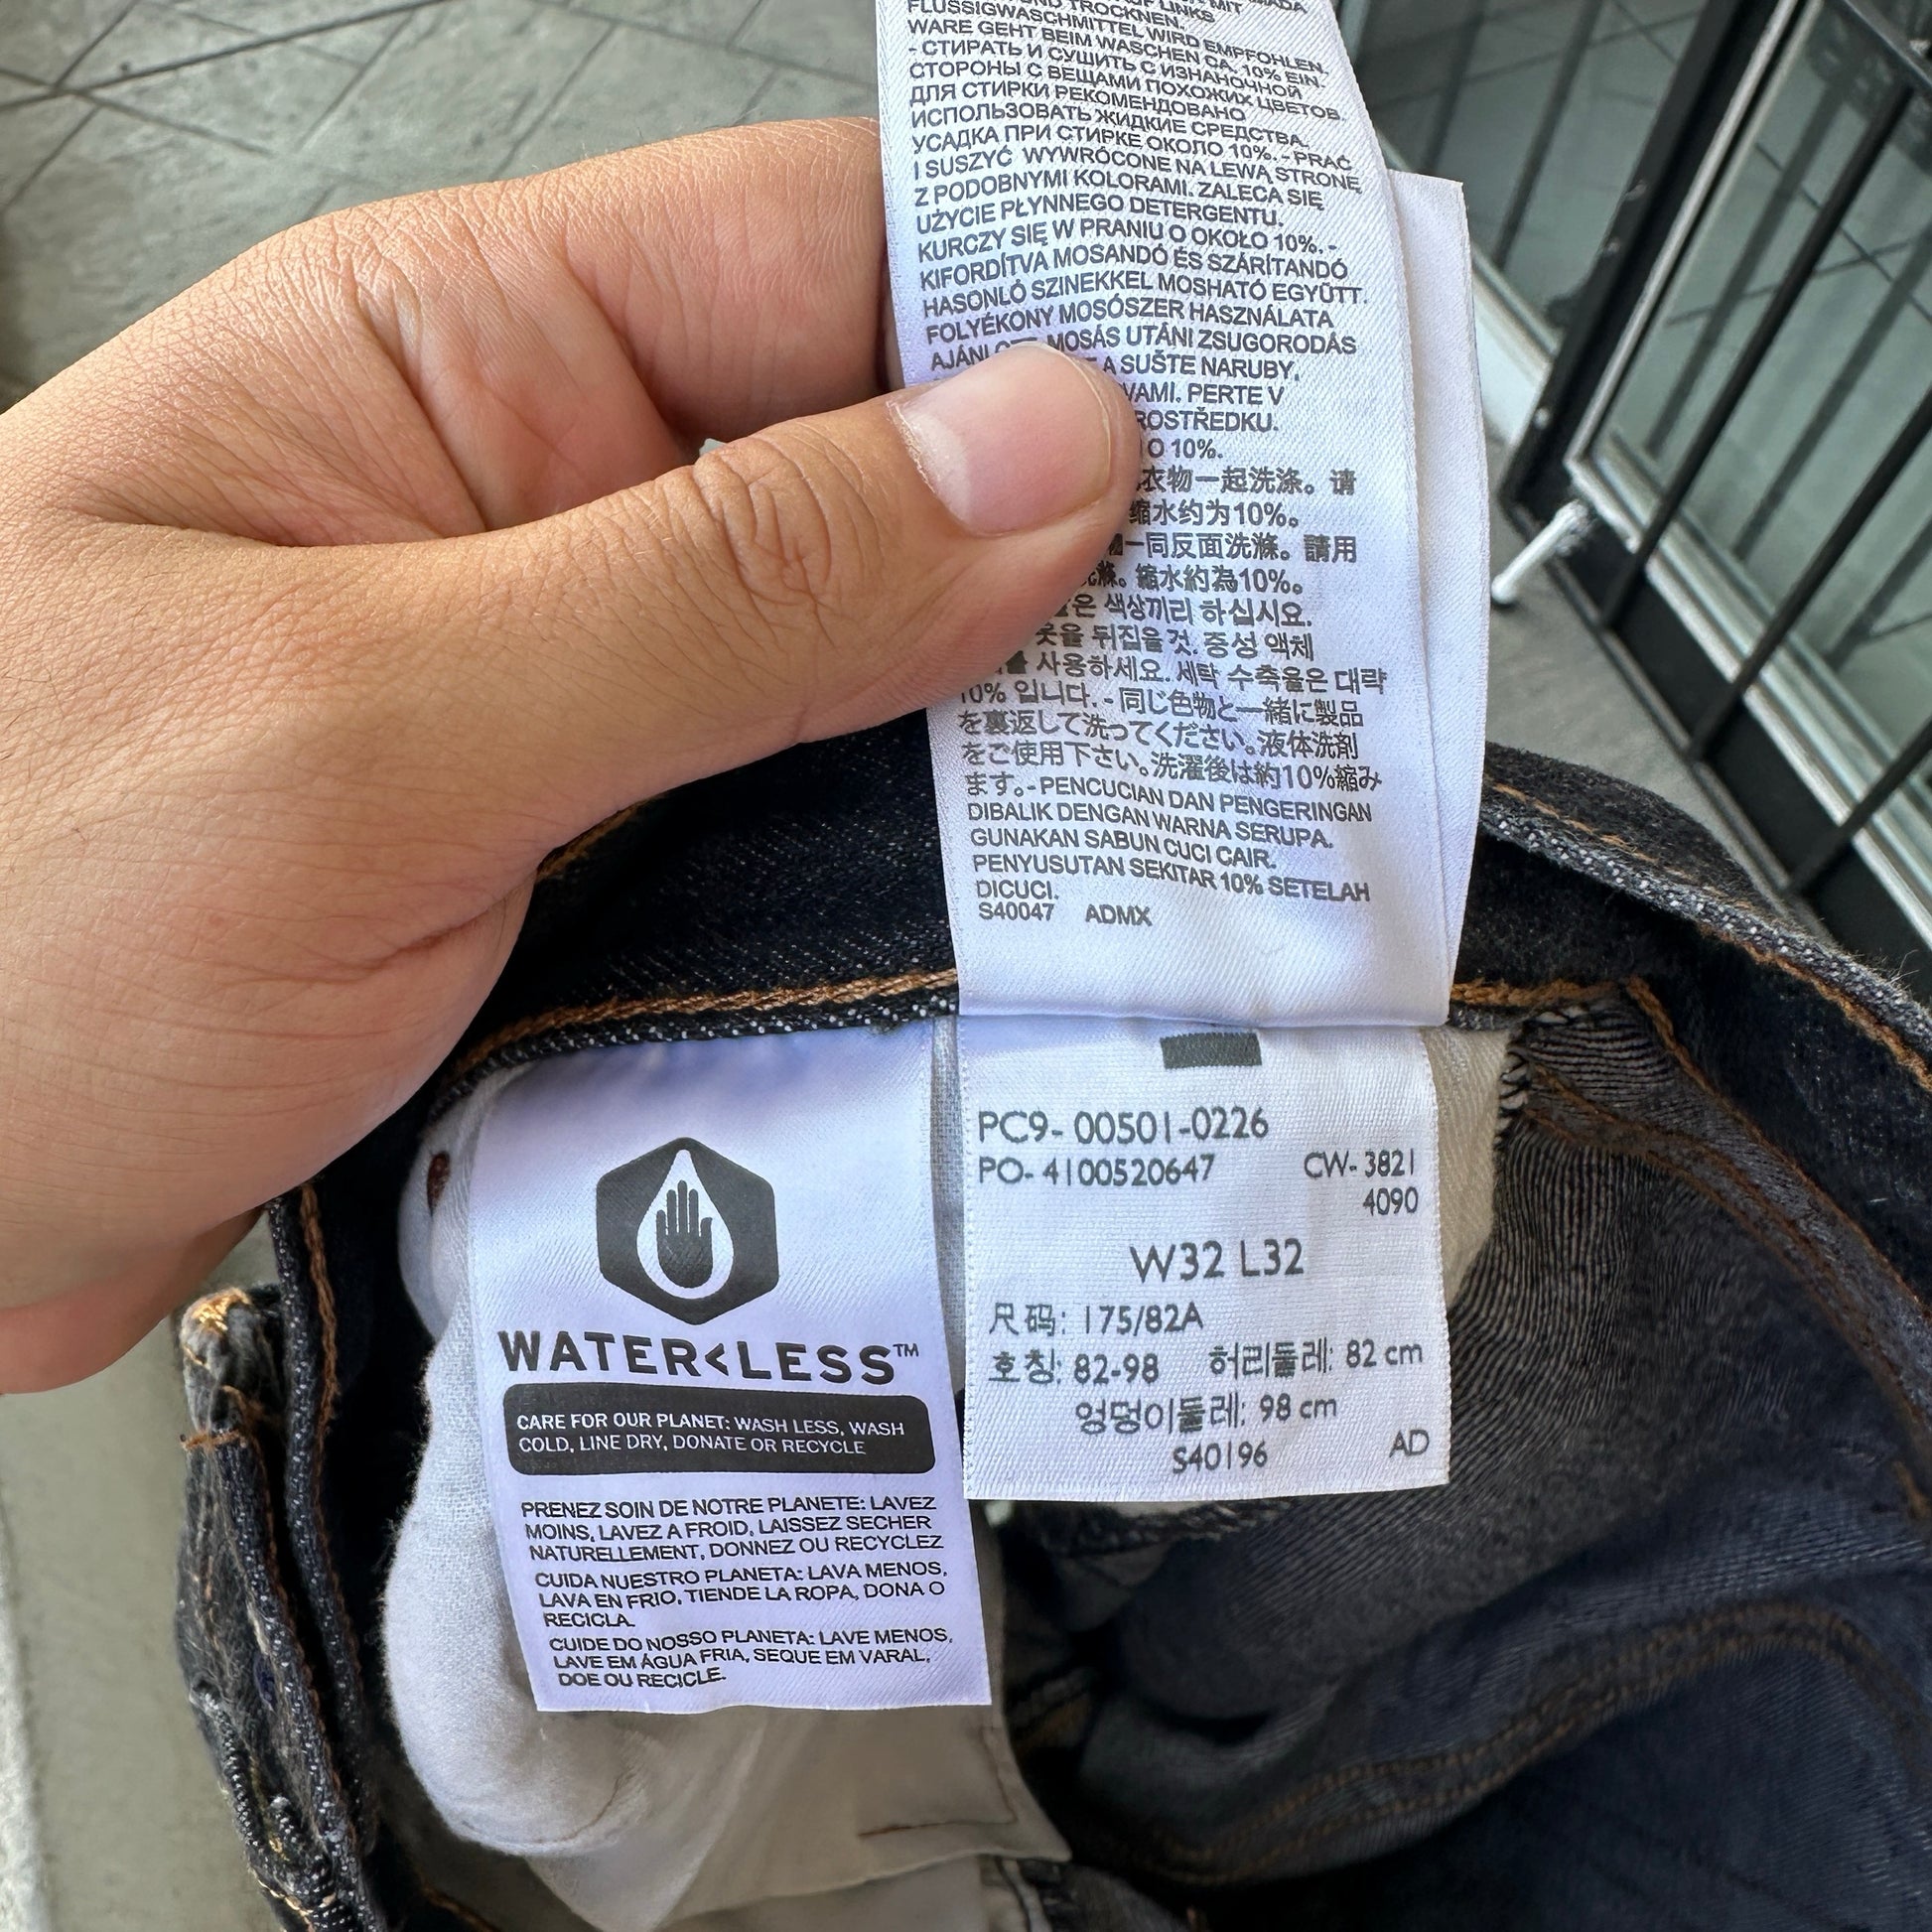 FLÜSSIGWASCHMITTEL WIRD EMPFOHLEN.
WARE GEHT BEIM WASCHEN CA. 10% EIN.
- СТИРАТЬ И СУШИТЬ С ИЗНАНОЧНОЙ
СТОРОНЫ С ВЕЩАМИ ПОХОЖИХ ЦВЕТОВ.
ДЛЯ СТИРКИ РЕКОМЕНДОВАНО
ИСПОЛЬЗОВАТЬ ЖИДКИЕ СРЕДСТВА.
УСАДКА ПРИ СТИРКЕ ОКОЛО 10%. - PRAĆ
I SUSZYĆ WYWRÓCONE NA LEWĄ STRONĘ
Z PODOBNYMI KOLORAMI. ZALECA SIĘ
UŻYCIE PŁYNNEGO DETERGENTU.
KURCZY SIĘ W PRANIU O OKOŁO 10%. -
KIFORDÍTVA MOSANDÓ ÉS SZÁRÍTANDÓ
HASONLÓ SZINEKKEL MOSHATÓ EGYÜTT.
FOLYÉKONY MOSÓSZER HASZNÁLATA
MOSÁS UTÁNI ZSUGORODÁS
A SUŠTE NARUBY,
PERTE V
O 10%.
衣物一起洗涤。请
缩水约为10%。
一同反面洗滌。請用
縮水約為10%。
색상끼리 하십시요.
뒤집을것. 중성 액체
사용하세요. 세탁 수축율은 대략
10% 입니다. - 同じ色物と一緒に製品
を裏返して洗ってください。液体洗剤
をご使用下さい。洗濯後は約10%縮み
ます。- PENCUCIAN DAN PENGERINGAN
DIBALIK DENGAN WARNA SERUPA.
GUNAKAN SABUN CUCI CAIR.
PENYUSUTAN SEKITAR 10% SETELAH
DICUCI.
S40047 ADMX
PC9- 00501-0226
PO- 4100520647 CW- 3821
4090
W32 L32
尺码: 175/82A
호칭: 82-98 허리둘레: 82 cm
엉덩이둘레: 98 cm
S40196 AD
WATER<LESS™
CARE FOR OUR PLANET: WASH LESS, WASH
COLD, LINE DRY, DONATE OR RECYCLE
PRENEZ SOIN DE NOTRE PLANETE: LAVEZ
MOINS, LAVEZ A FROID, LAISSEZ SECHER
NATURELLEMENT, DONNEZ OU RECYCLEZ
CUIDA NUESTRO PLANETA: LAVA MENOS,
LAVA EN FRIO, TIENDE LA ROPA, DONA O
RECICLA.
CUIDE DO NOSSO PLANETA: LAVE MENOS,
LAVE EM ÁGUA FRIA, SEQUE EM VARAL,
DOE OU RECICLE.